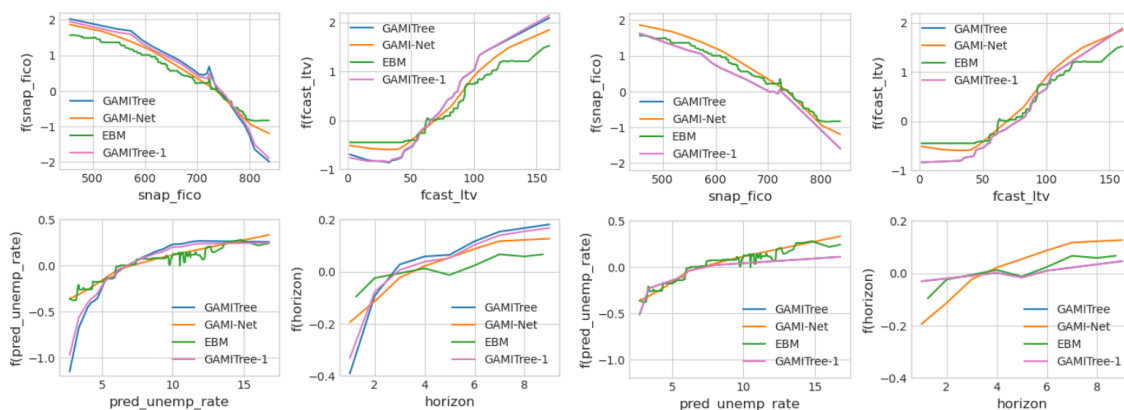 f(snap_fico)
2
1
0
−1
−2
GAMITree
GAMI-Net
EBM
GAMITree-1
500
600
700
800
snap_fico
f(fcast_ltv)
2
1
0
−1
GAMITree
GAMI-Net
EBM
GAMITree-1
0
50
100
150
fcast_ltv
f(snap_fico)
2
1
0
−1
−2
GAMITree
GAMI-Net
EBM
GAMITree-1
500
600
700
800
snap_fico
f(fcast_ltv)
2
1
0
−1
GAMITree
GAMI-Net
EBM
GAMITree-1
0
50
100
150
fcast_ltv
f(pred_unemp_rate)
0.5
0.0
−0.5
−1.0
GAMITree
GAMI-Net
EBM
GAMITree-1
5
10
15
pred_unemp_rate
f(horizon)
0.2
0.0
−0.2
−0.4
GAMITree
GAMI-Net
EBM
GAMITree-1
2
4
6
8
horizon
f(pred_unemp_rate)
0.5
0.0
−0.5
−1.0
GAMITree
GAMI-Net
EBM
GAMITree-1
5
10
15
pred_unemp_rate
f(horizon)
0.2
0.0
−0.2
−0.4
GAMITree
GAMI-Net
EBM
GAMITree-1
2
4
6
8
horizon